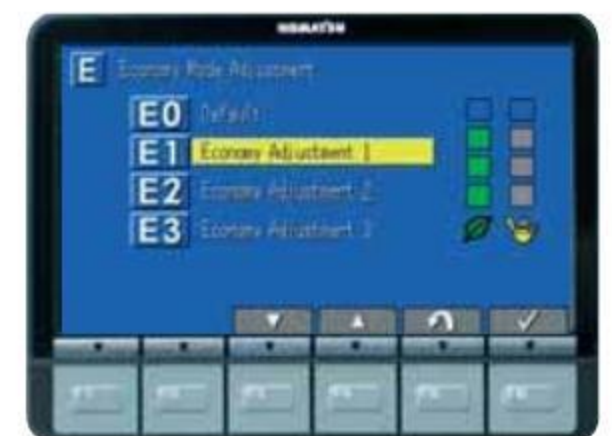 KOMATSU
E Economy Mode Adjustment
E0 Default
E1 Economy Adjustment 1
E2 Economy Adjustment 2
E3 Economy Adjustment 3